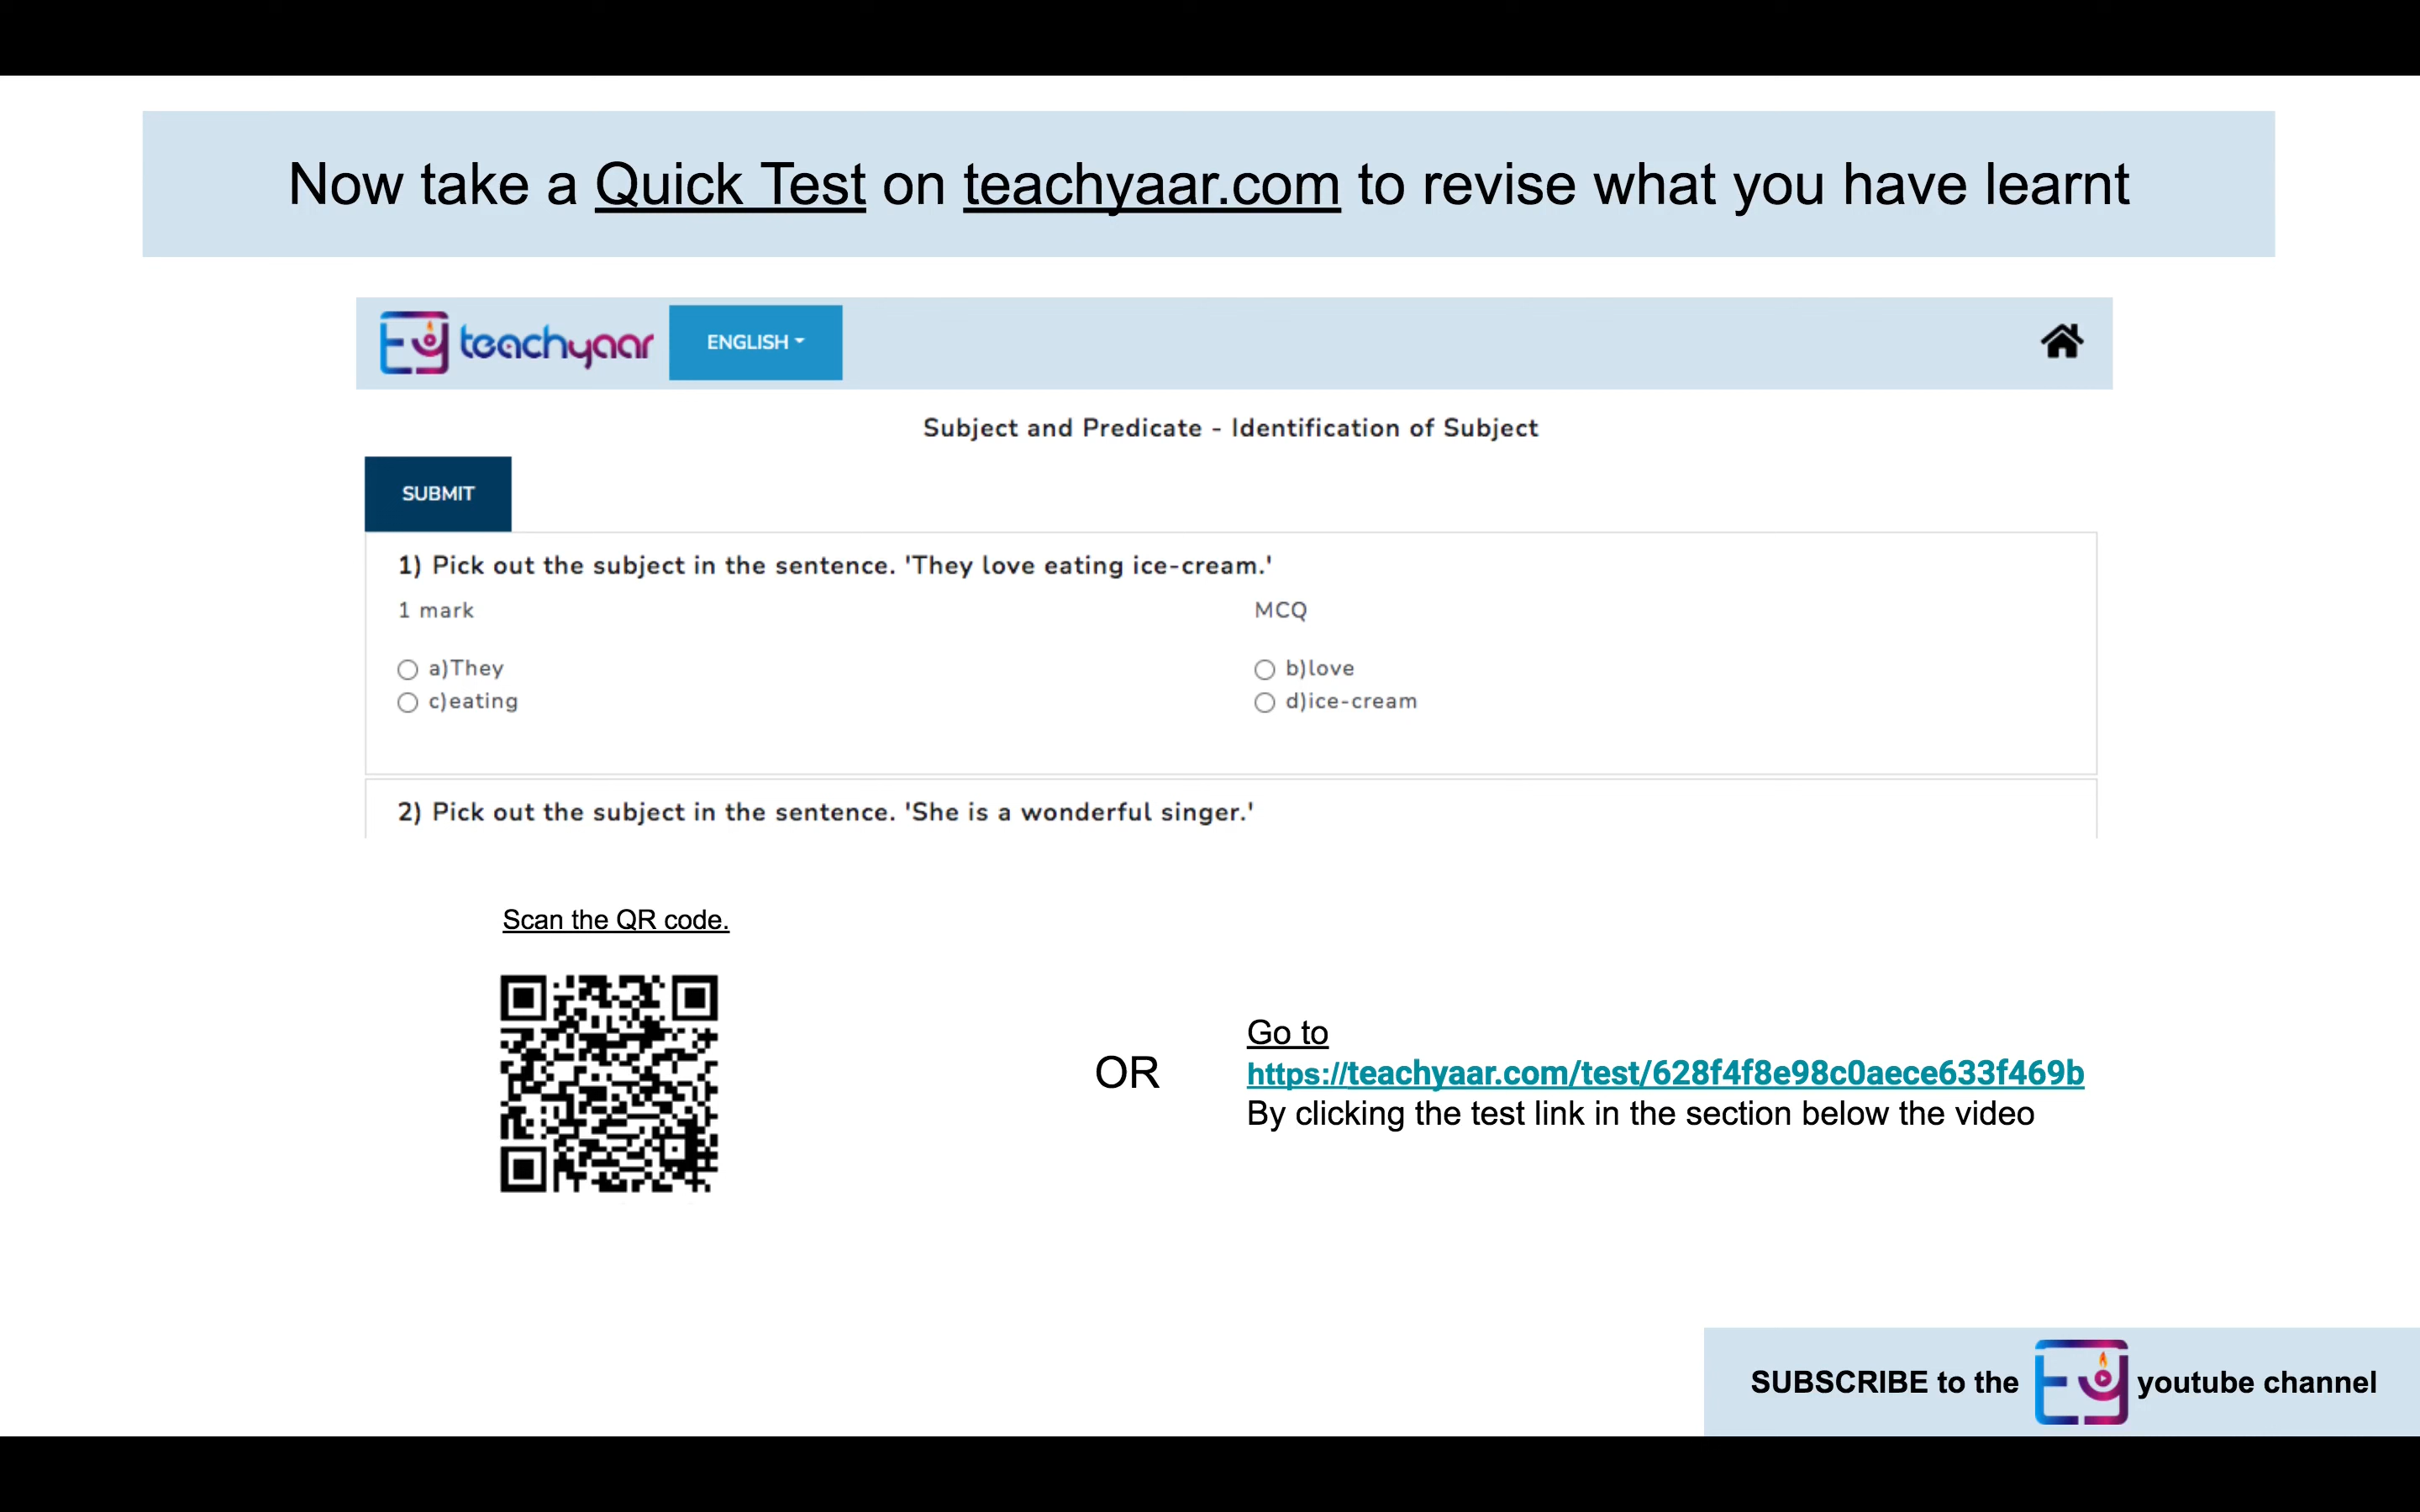 Now take a Quick Test on teachyaar.com to revise what you have learnt
teachyaar ENGLISH
Subject and Predicate - Identification of Subject
SUBMIT
1) Pick out the subject in the sentence. 'They love eating ice-cream.'
1 mark MCQ
a)They b)love
c)eating d)ice-cream
2) Pick out the subject in the sentence. 'She is a wonderful singer.'
Scan the QR code.
OR
Go to
https://teachyaar.com/test/628f4f8e98c0aece633f469b
By clicking the test link in the section below the video
SUBSCRIBE to the youtube channel